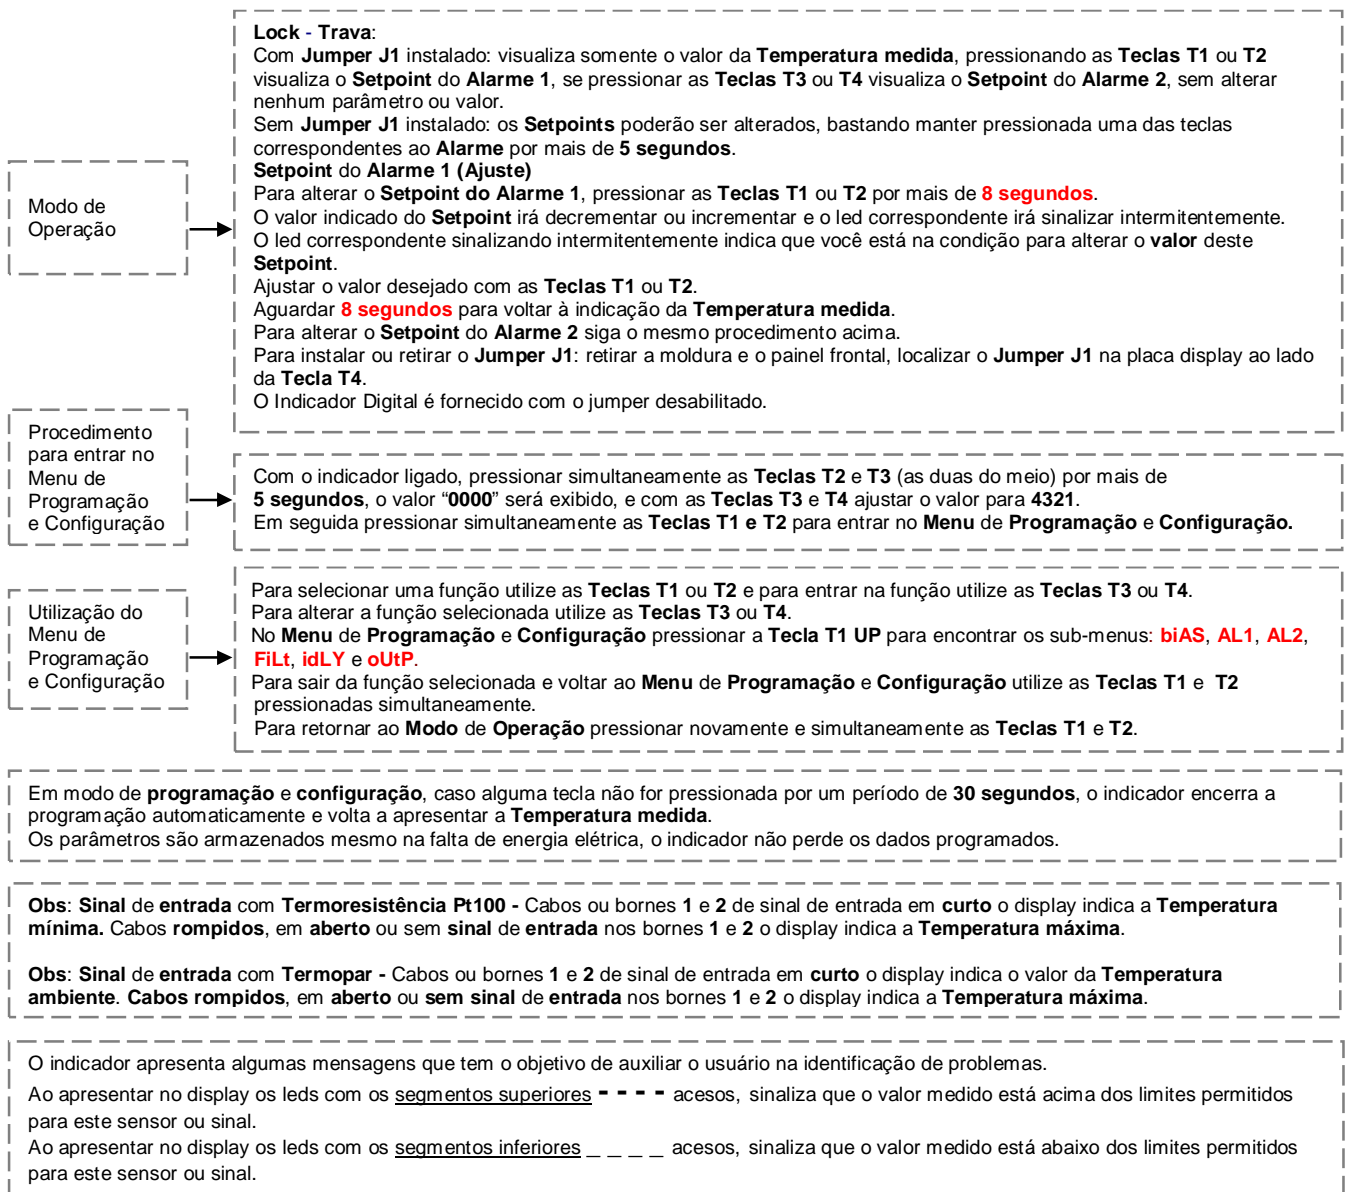 Lock - Trava:
Com Jumper J1 instalado: visualiza somente o valor da Temperatura medida, pressionando as Teclas T1 ou T2
visualiza o Setpoint do Alarme 1, se pressionar as Teclas T3 ou T4 visualiza o Setpoint do Alarme 2, sem alterar
nenhum parâmetro ou valor.
Sem Jumper J1 instalado: os Setpoints poderão ser alterados, bastando manter pressionada uma das teclas
correspondentes ao Alarme por mais de 5 segundos.
Setpoint do Alarme 1 (Ajuste)
Para alterar o Setpoint do Alarme 1, pressionar as Teclas T1 ou T2 por mais de 8 segundos.
O valor indicado do Setpoint irá decrementar ou incrementar e o led correspondente irá sinalizar intermitentemente.
O led correspondente sinalizando intermitentemente indica que você está na condição para alterar o valor deste
Setpoint.
Ajustar o valor desejado com as Teclas T1 ou T2.
Aguardar 8 segundos para voltar à indicação da Temperatura medida.
Para alterar o Setpoint do Alarme 2 siga o mesmo procedimento acima.
Para instalar ou retirar o Jumper J1: retirar a moldura e o painel frontal, localizar o Jumper J1 na placa display ao lado
da Tecla T4.
O Indicador Digital é fornecido com o jumper desabilitado.
Modo de
Operação
Procedimento
para entrar no
Menu de
Programação
e Configuração
Com o indicador ligado, pressionar simultaneamente as Teclas T2 e T3 (as duas do meio) por mais de
5 segundos, o valor “0000” será exibido, e com as Teclas T3 e T4 ajustar o valor para 4321.
Em seguida pressionar simultaneamente as Teclas T1 e T2 para entrar no Menu de Programação e Configuração.
Utilização do
Menu de
Programação
e Configuração
Para selecionar uma função utilize as Teclas T1 ou T2 e para entrar na função utilize as Teclas T3 ou T4.
Para alterar a função selecionada utilize as Teclas T3 ou T4.
No Menu de Programação e Configuração pressionar a Tecla T1 UP para encontrar os sub-menus: biAS, AL1, AL2,
FiLt, idLY e oUtP.
Para sair da função selecionada e voltar ao Menu de Programação e Configuração utilize as Teclas T1 e T2
pressionadas simultaneamente.
Para retornar ao Modo de Operação pressionar novamente e simultaneamente as Teclas T1 e T2.
Em modo de programação e configuração, caso alguma tecla não for pressionada por um período de 30 segundos, o indicador encerra a
programação automaticamente e volta a apresentar a Temperatura medida.
Os parâmetros são armazenados mesmo na falta de energia elétrica, o indicador não perde os dados programados.
Obs: Sinal de entrada com Termoresistência Pt100 - Cabos ou bornes 1 e 2 de sinal de entrada em curto o display indica a Temperatura
mínima. Cabos rompidos, em aberto ou sem sinal de entrada nos bornes 1 e 2 o display indica a Temperatura máxima.
Obs: Sinal de entrada com Termopar - Cabos ou bornes 1 e 2 de sinal de entrada em curto o display indica o valor da Temperatura
ambiente. Cabos rompidos, em aberto ou sem sinal de entrada nos bornes 1 e 2 o display indica a Temperatura máxima.
O indicador apresenta algumas mensagens que tem o objetivo de auxiliar o usuário na identificação de problemas.
Ao apresentar no display os leds com os segmentos superiores - - - - acesos, sinaliza que o valor medido está acima dos limites permitidos
para este sensor ou sinal.
Ao apresentar no display os leds com os segmentos inferiores _ _ _ _ acesos, sinaliza que o valor medido está abaixo dos limites permitidos
para este sensor ou sinal.